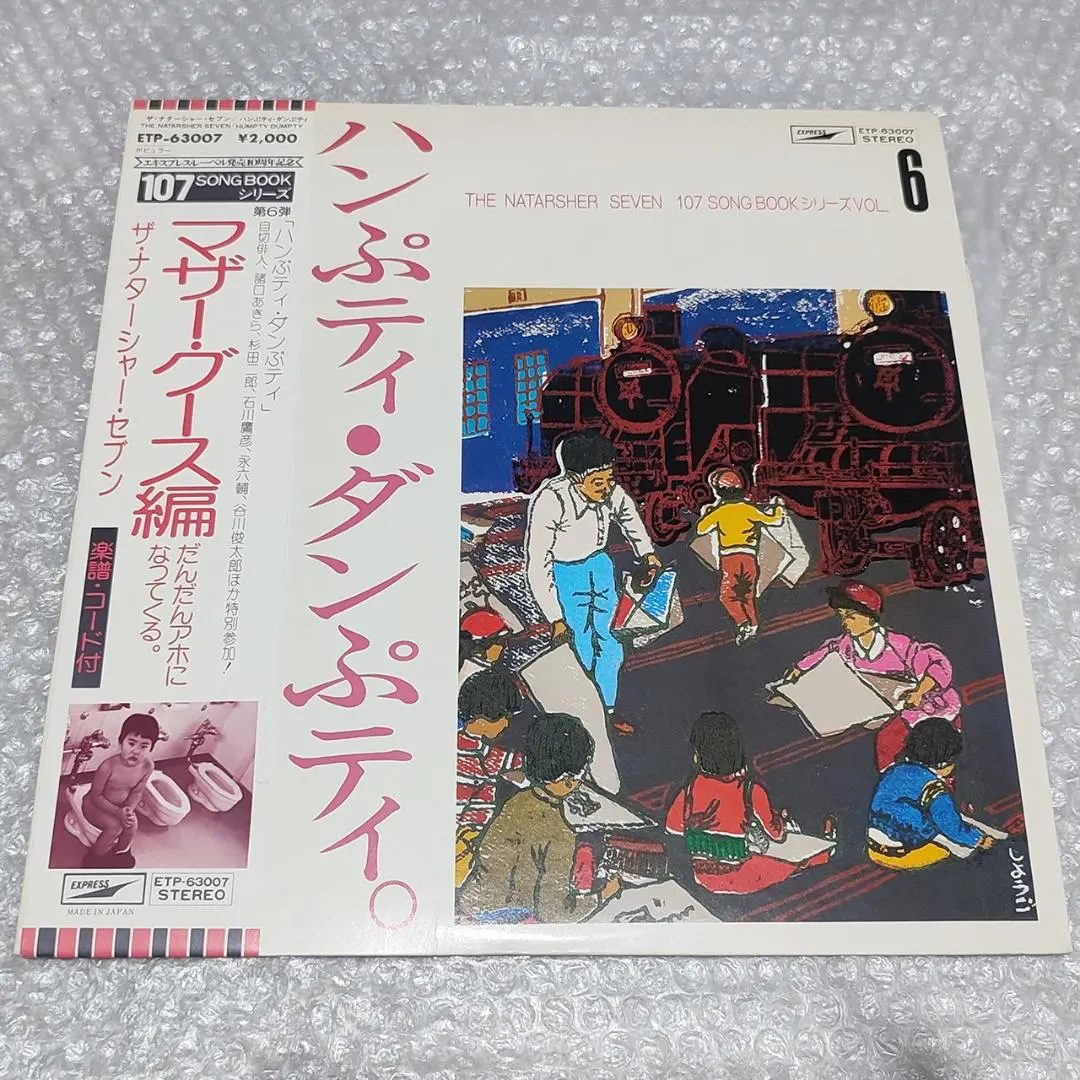 ザ・ナターシャー・セブン/ハンぷティ・ダンぷティ
THE NATARSHER SEVEN/HUMPTY DUMPTY
ETP-63007 ¥2,000
ポピュラー
エキスプレス・レーベル発売10周年記念
107 SONG BOOK シリーズ
第6弾
「ハンぷティ・ダンぷティ」
自切俳人、諸口あきら、杉田二郎、石川鷹彦、永六輔、谷川俊太郎ほか特別参加!
マザー・グース編
だんだんアホに
なってくる。
ザ・ナターシャー・セブン
楽譜・コード付
EXPRESS
ETP-63007
STEREO
MADE IN JAPAN
ハンぷティ・ダンぷティ。
EXPRESS
ETP-63007
STEREO
THE NATARSHER SEVEN 107 SONG BOOKシリーズVOL.
6